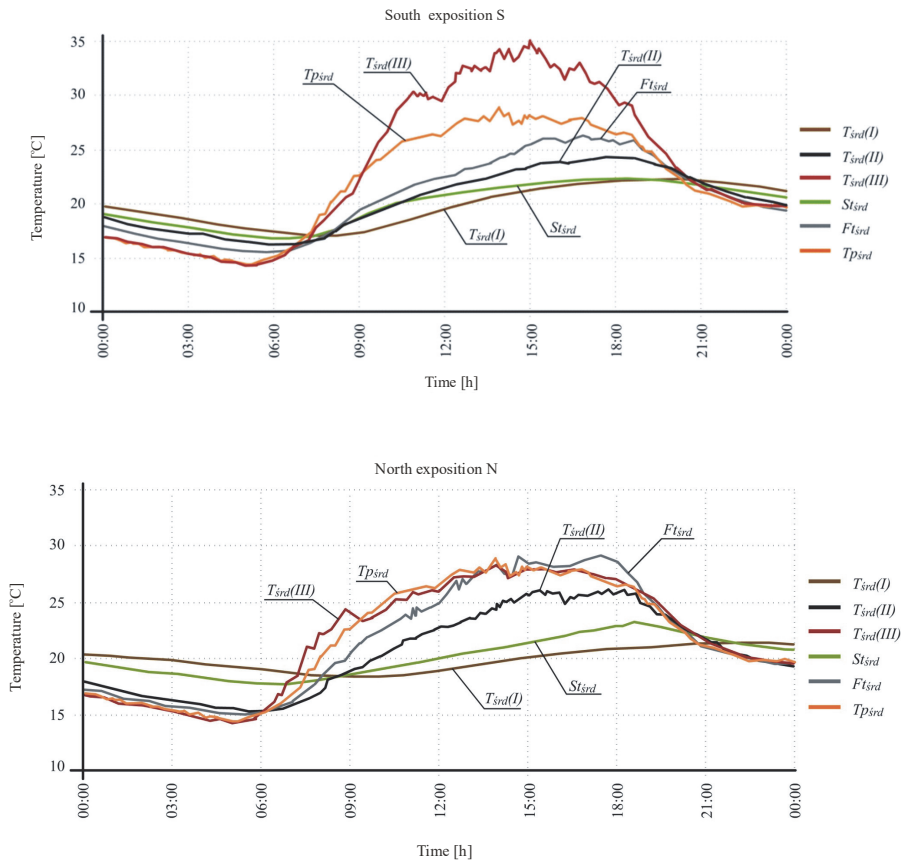 South exposition S
35
30
25
20
15
10
Temperature [°C]
Tpśrd
Tśrd(III)
Tśrd(II)
Ftśrd
Tśrd(I)
Stśrd
Tśrd(I)
Tśrd(II)
Tśrd(III)
Stśrd
Ftśrd
Tpśrd
00:00
03:00
06:00
09:00
12:00
15:00
18:00
21:00
00:00
Time [h]
North exposition N
35
30
25
20
15
10
Temperature [°C]
Tśrd(III)
Tpśrd
Tśrd(II)
Ftśrd
Tśrd(I)
Stśrd
Tśrd(I)
Tśrd(II)
Tśrd(III)
Stśrd
Ftśrd
Tpśrd
00:00
03:00
06:00
09:00
12:00
15:00
18:00
21:00
00:00
Time [h]